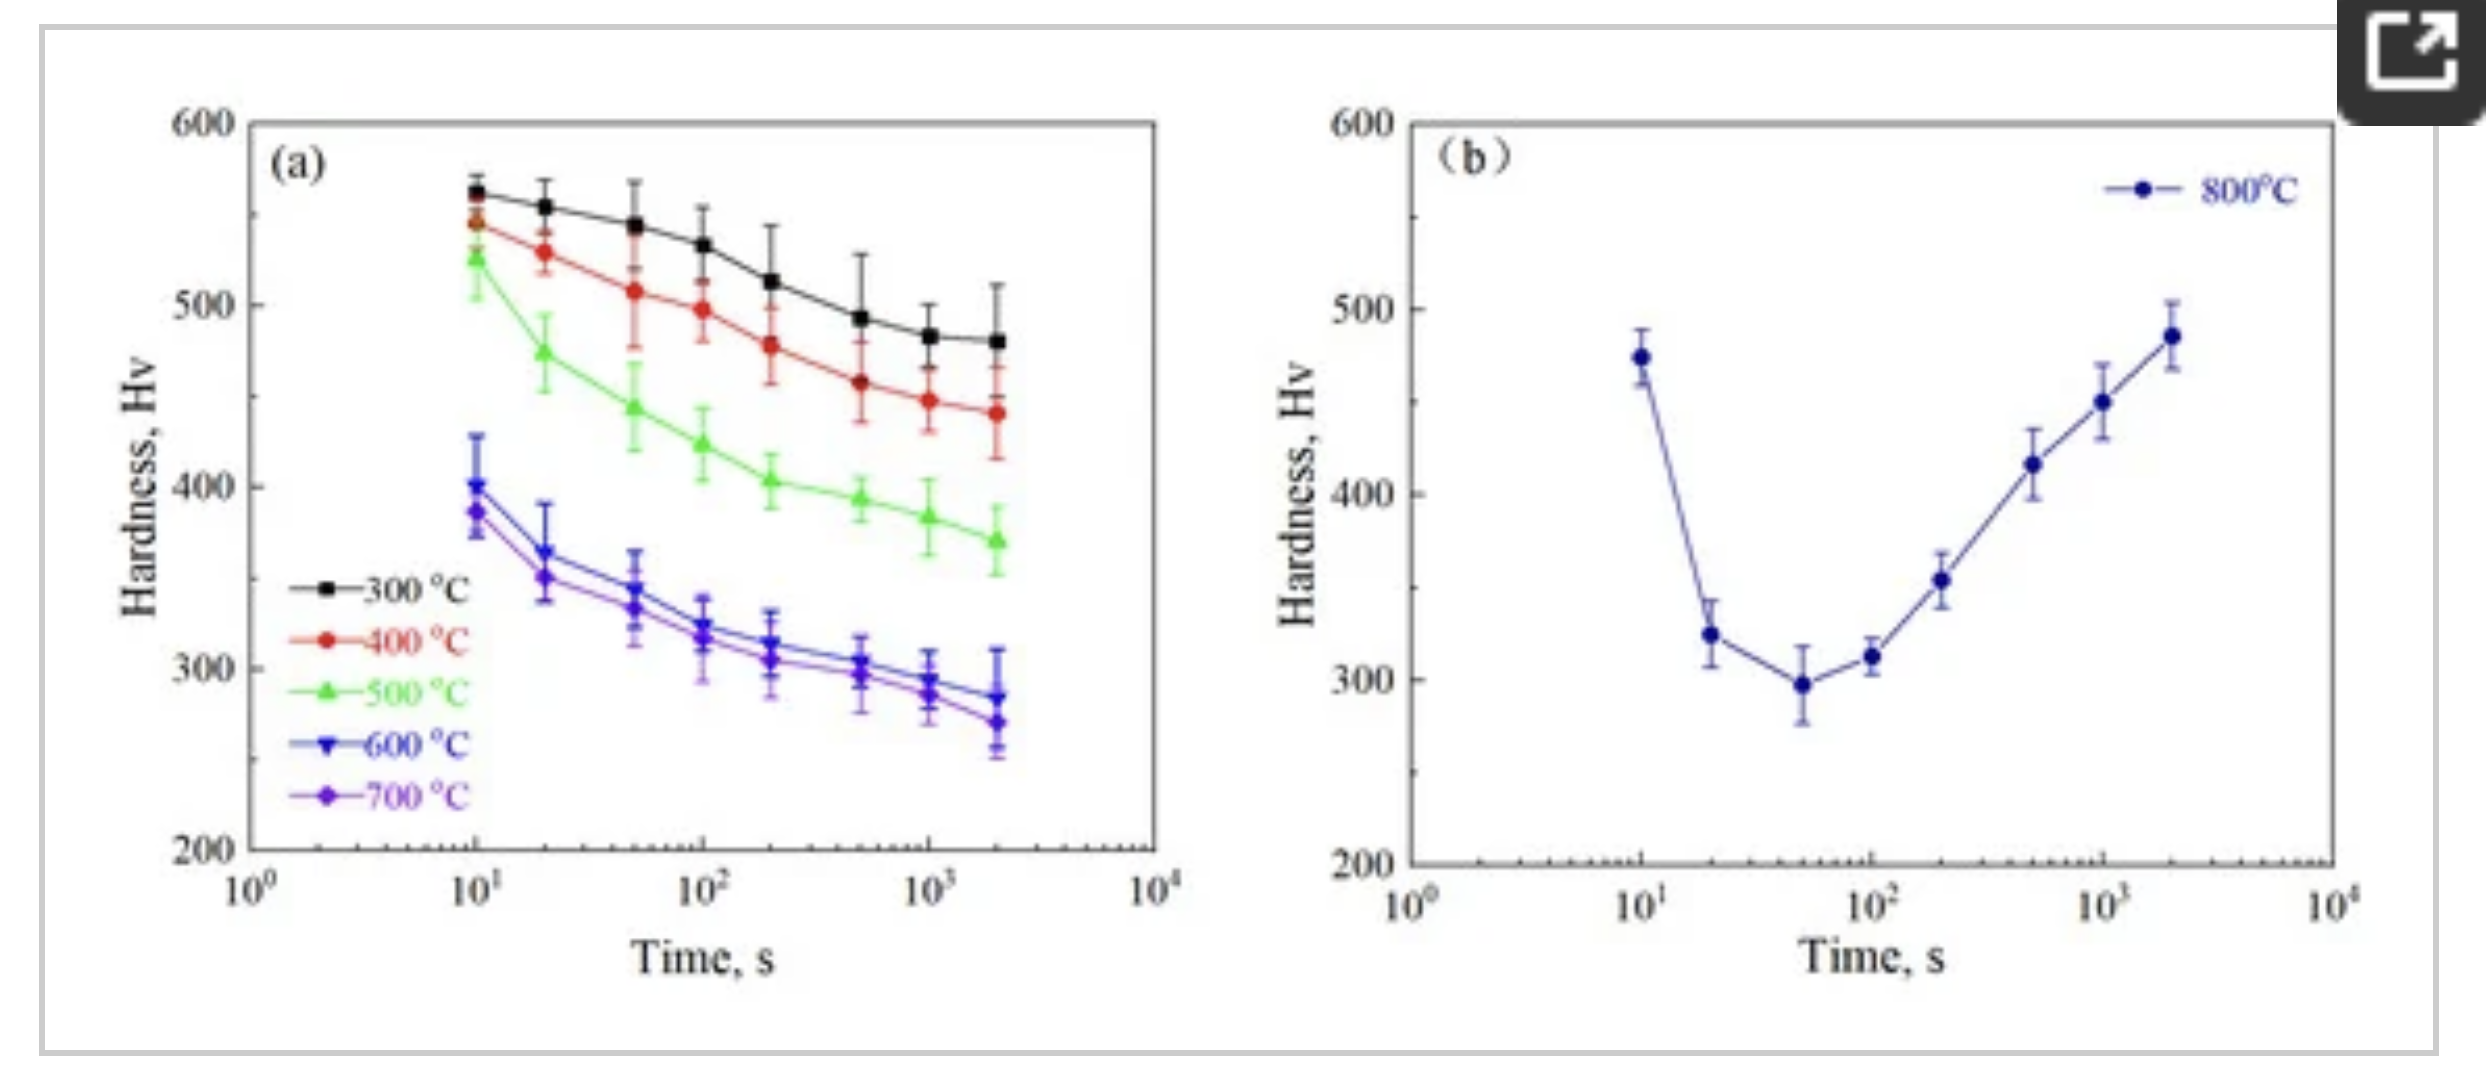 (a)
600
500
400
300
200
Hardness, Hv
300 °C
400 °C
500 °C
600 °C
700 °C
10⁰ 10¹ 10² 10³ 10⁴
Time, s
（b）
800°C
600
500
400
300
200
Hardness, Hv
10⁰ 10¹ 10² 10³ 10⁴
Time, s